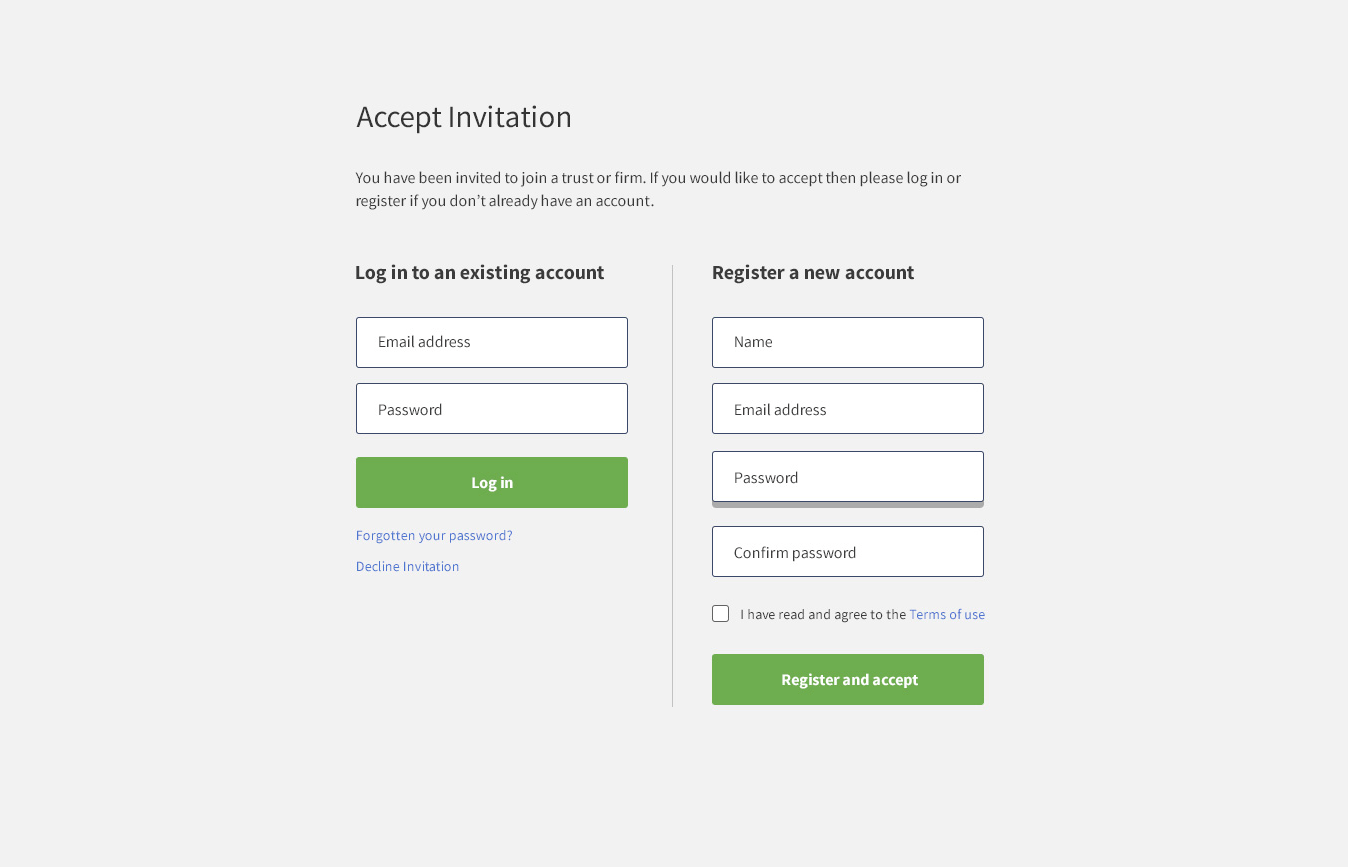 Accept Invitation
You have been invited to join a trust or firm. If you would like to accept then please log in or
register if you don’t already have an account.
Log in to an existing account
Email address
Password
Log in
Forgotten your password?
Decline Invitation
Register a new account
Name
Email address
Password
Confirm password
I have read and agree to the Terms of use
Register and accept